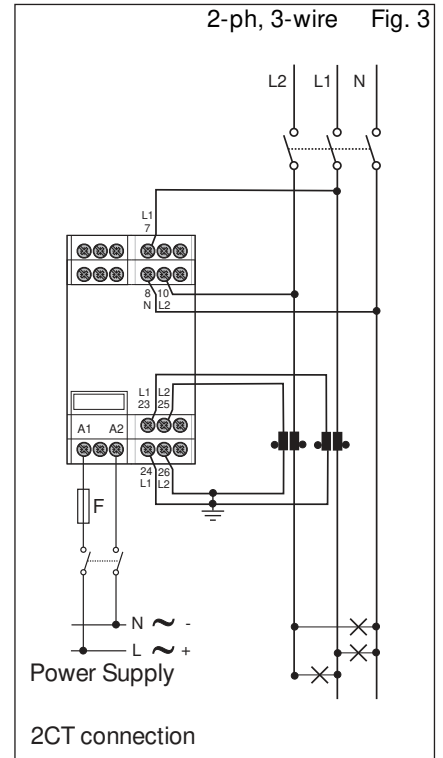 2-ph, 3-wire Fig. 3
L2 L1 N
L1
7
8 10
N L2
L1 L2
23 25
A1 A2
24 26
L1 L2
F
N ~ -
L ~ +
Power Supply
2CT connection